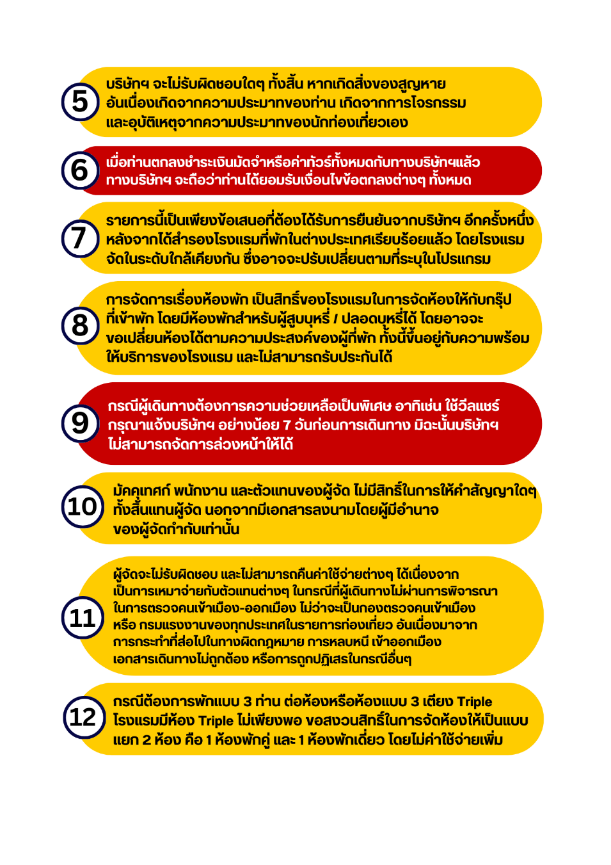 5
บริษัทฯ จะไม่รับผิดชอบใดๆ ทั้งสิ้น หากเกิดสิ่งของสูญหาย
อันเนื่องเกิดจากความประมาทของท่าน เกิดจากการโจรกรรม
และอุบัติเหตุจากความประมาทของนักท่องเที่ยวเอง
6
เมื่อท่านตกลงชำระเงินมัดจำหรือค่าทัวร์ทั้งหมดกับทางบริษัทฯแล้ว
ทางบริษัทฯ จะถือว่าท่านได้ยอมรับเงื่อนไขข้อตกลงต่างๆ ทั้งหมด
7
รายการนี้เป็นเพียงข้อเสนอที่ต้องได้รับการยืนยันจากบริษัทฯ อีกครั้งหนึ่ง
หลังจากได้สำรองโรงแรมที่พักในต่างประเทศเรียบร้อยแล้ว โดยโรงแรม
จัดในระดับใกล้เคียงกัน ซึ่งอาจจะปรับเปลี่ยนตามที่ระบุในโปรแกรม
8
การจัดการเรื่องห้องพัก เป็นสิทธิ์ของโรงแรมในการจัดห้องให้กับกรุ๊ป
ที่เข้าพัก โดยมีห้องพักสำหรับผู้สูบบุหรี่ / ปลอดบุหรี่ได้ โดยอาจจะ
ขอเปลี่ยนห้องได้ตามความประสงค์ของผู้ที่พัก ทั้งนี้ขึ้นอยู่กับความพร้อม
ให้บริการของโรงแรม และไม่สามารถรับประกันได้
9
กรณีผู้เดินทางต้องการความช่วยเหลือเป็นพิเศษ อาทิเช่น ใช้วีลแชร์
กรุณาแจ้งบริษัทฯ อย่างน้อย 7 วันก่อนการเดินทาง มิฉะนั้นบริษัทฯ
ไม่สามารถจัดการล่วงหน้าให้ได้
10
มัคคุเทศก์ พนักงาน และตัวแทนของผู้จัด ไม่มีสิทธิ์ในการให้คำสัญญาใดๆ
ทั้งสิ้นแทนผู้จัด นอกจากมีเอกสารลงนามโดยผู้มีอำนาจ
ของผู้จัดกำกับเท่านั้น
11
ผู้จัดจะไม่รับผิดชอบ และไม่สามารถคืนค่าใช้จ่ายต่างๆ ได้เนื่องจาก
เป็นการเหมาจ่ายกับตัวแทนต่างๆ ในกรณีที่ผู้เดินทางไม่ผ่านการพิจารณา
ในการตรวจคนเข้าเมือง-ออกเมือง ไม่ว่าจะเป็นกองตรวจคนเข้าเมือง
หรือ กรมแรงงานของทุกประเทศในรายการท่องเที่ยว อันเนื่องมาจาก
การกระทำที่ส่อไปในทางผิดกฎหมาย การหลบหนี เข้าออกเมือง
เอกสารเดินทางไม่ถูกต้อง หรือการถูกปฏิเสธในกรณีอื่นๆ
12
กรณีต้องการพักแบบ 3 ท่าน ต่อห้องหรือห้องแบบ 3 เตียง Triple
โรงแรมมีห้อง Triple ไม่เพียงพอ ขอสงวนสิทธิ์ในการจัดห้องให้เป็นแบบ
แยก 2 ห้อง คือ 1 ห้องพักคู่ และ 1 ห้องพักเดี่ยว โดยไม่ค่าใช้จ่ายเพิ่ม